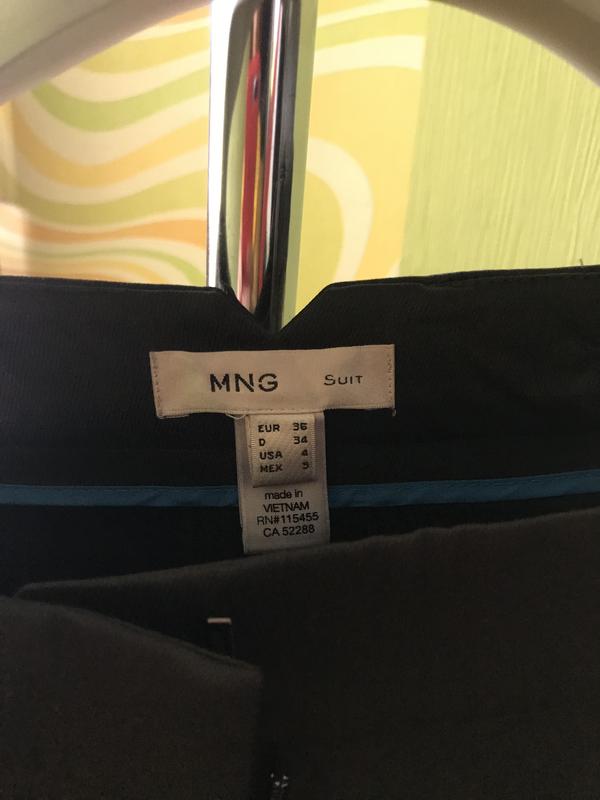 MNG SUIT
EUR 36
D 34
USA 4
MEX 5
made in
VIETNAM
RN#115455
CA 52288